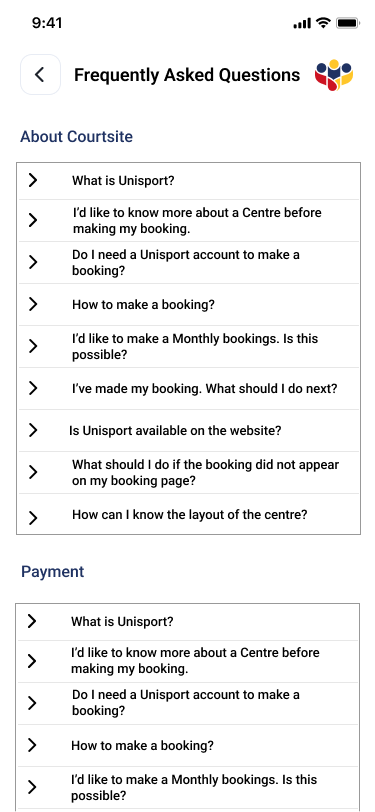 9:41
Frequently Asked Questions
About Courtsite
What is Unisport?
I'd like to know more about a Centre before
making my booking.
Do I need a Unisport account to make a
booking?
How to make a booking?
I'd like to make a Monthly bookings. Is this
possible?
I've made my booking. What should I do next?
Is Unisport available on the website?
What should I do if the booking did not appear
on my booking page?
How can I know the layout of the centre?
Payment
What is Unisport?
I'd like to know more about a Centre before
making my booking.
Do I need a Unisport account to make a
booking?
How to make a booking?
I'd like to make a Monthly bookings. Is this
possible?